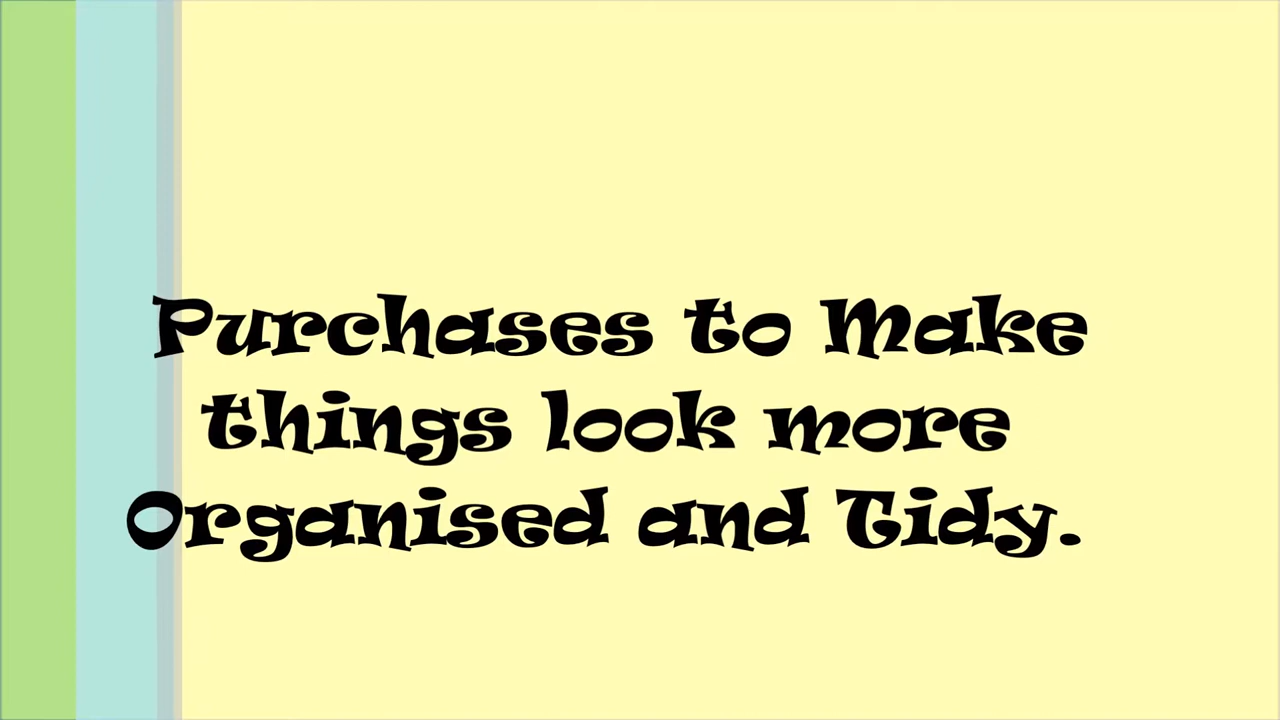 Purchases to Make
things look more
Organised and Tidy.